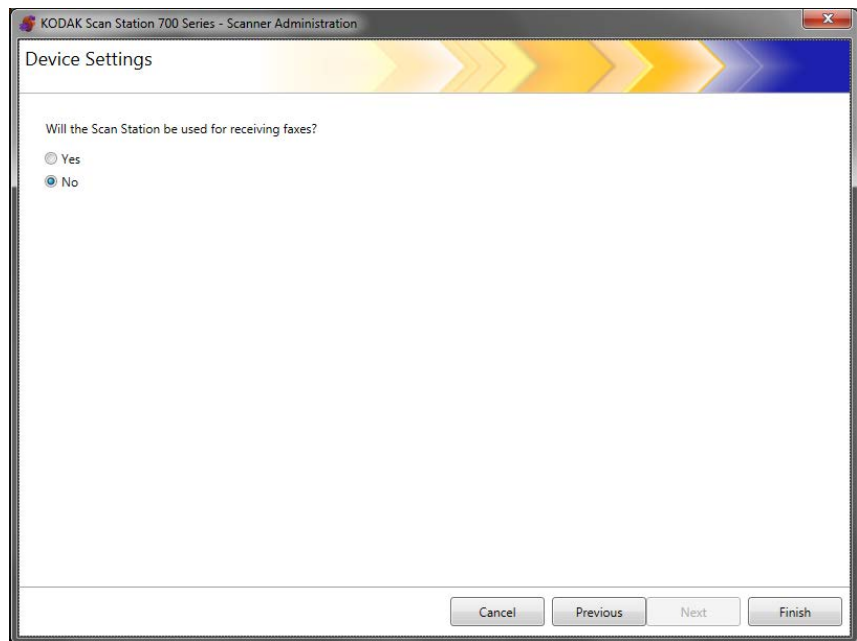 KODAK Scan Station 700 Series - Scanner Administration
Device Settings
Will the Scan Station be used for receiving faxes?
Yes
No
Cancel Previous Next Finish